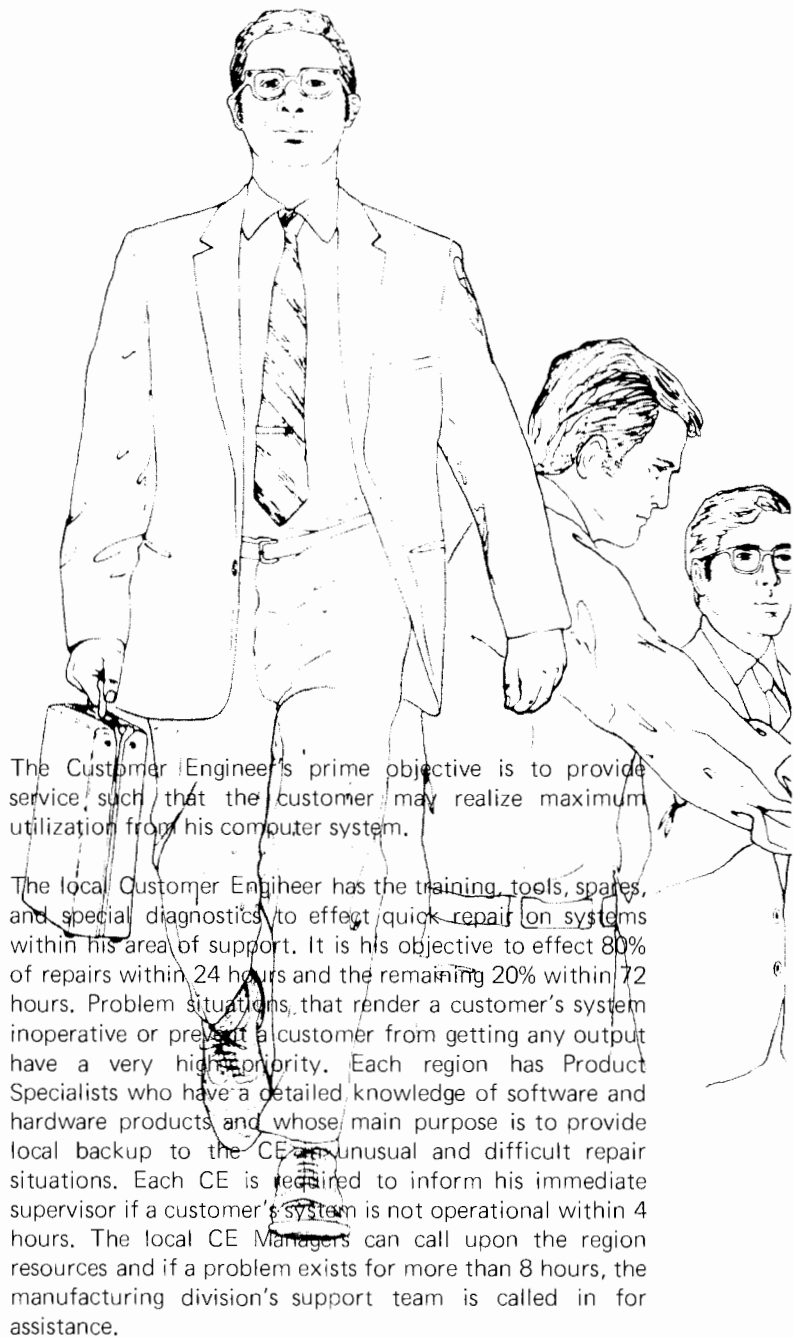 The Customer Engineer's prime objective is to provide
service such that the customer may realize maximum
utilization from his computer system.
The local Customer Engineer has the training, tools, spares,
and special diagnostics to effect quick repair on systems
within his area of support. It is his objective to effect 80%
of repairs within 24 hours and the remaining 20% within 72
hours. Problem situations, that render a customer's system
inoperative or prevent a customer from getting any output
have a very high priority. Each region has Product
Specialists who have a detailed knowledge of software and
hardware products and whose main purpose is to provide
local backup to the CE in unusual and difficult repair
situations. Each CE is required to inform his immediate
supervisor if a customer's system is not operational within 4
hours. The local CE Managers can call upon the region
resources and if a problem exists for more than 8 hours, the
manufacturing division's support team is called in for
assistance.